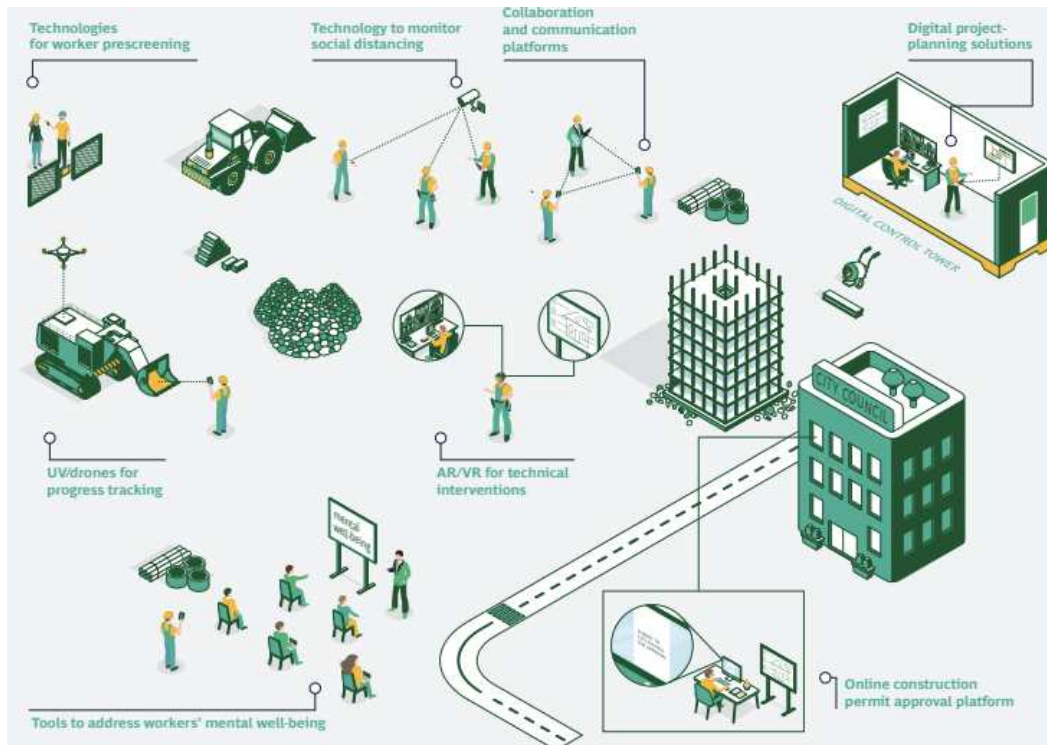 Technologies
for worker prescreening
Technology to monitor
social distancing
Collaboration
and communication
platforms
Digital project-
planning solutions
DIGITAL CONTROL TOWER
UV/drones for
progress tracking
AR/VR for technical
interventions
CITY COUNCIL
mental
well-being
Tools to address workers' mental well-being
Online construction
permit approval platform